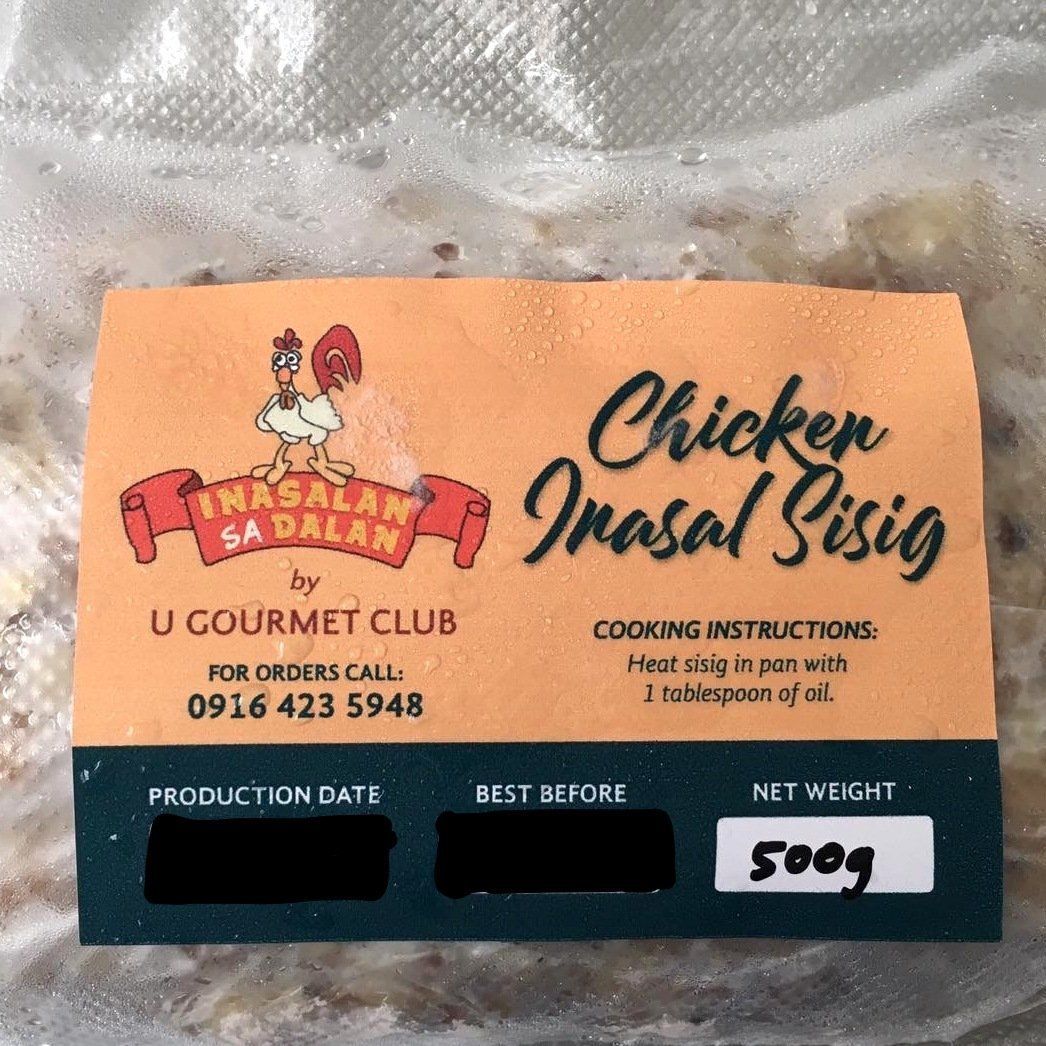 INASALAN
SA DALAN
by
U GOURMET CLUB
FOR ORDERS CALL:
0916 423 5948
Chicken
Inasal Sisig
COOKING INSTRUCTIONS:
Heat sisig in pan with
1 tablespoon of oil.
PRODUCTION DATE
BEST BEFORE
NET WEIGHT
500g